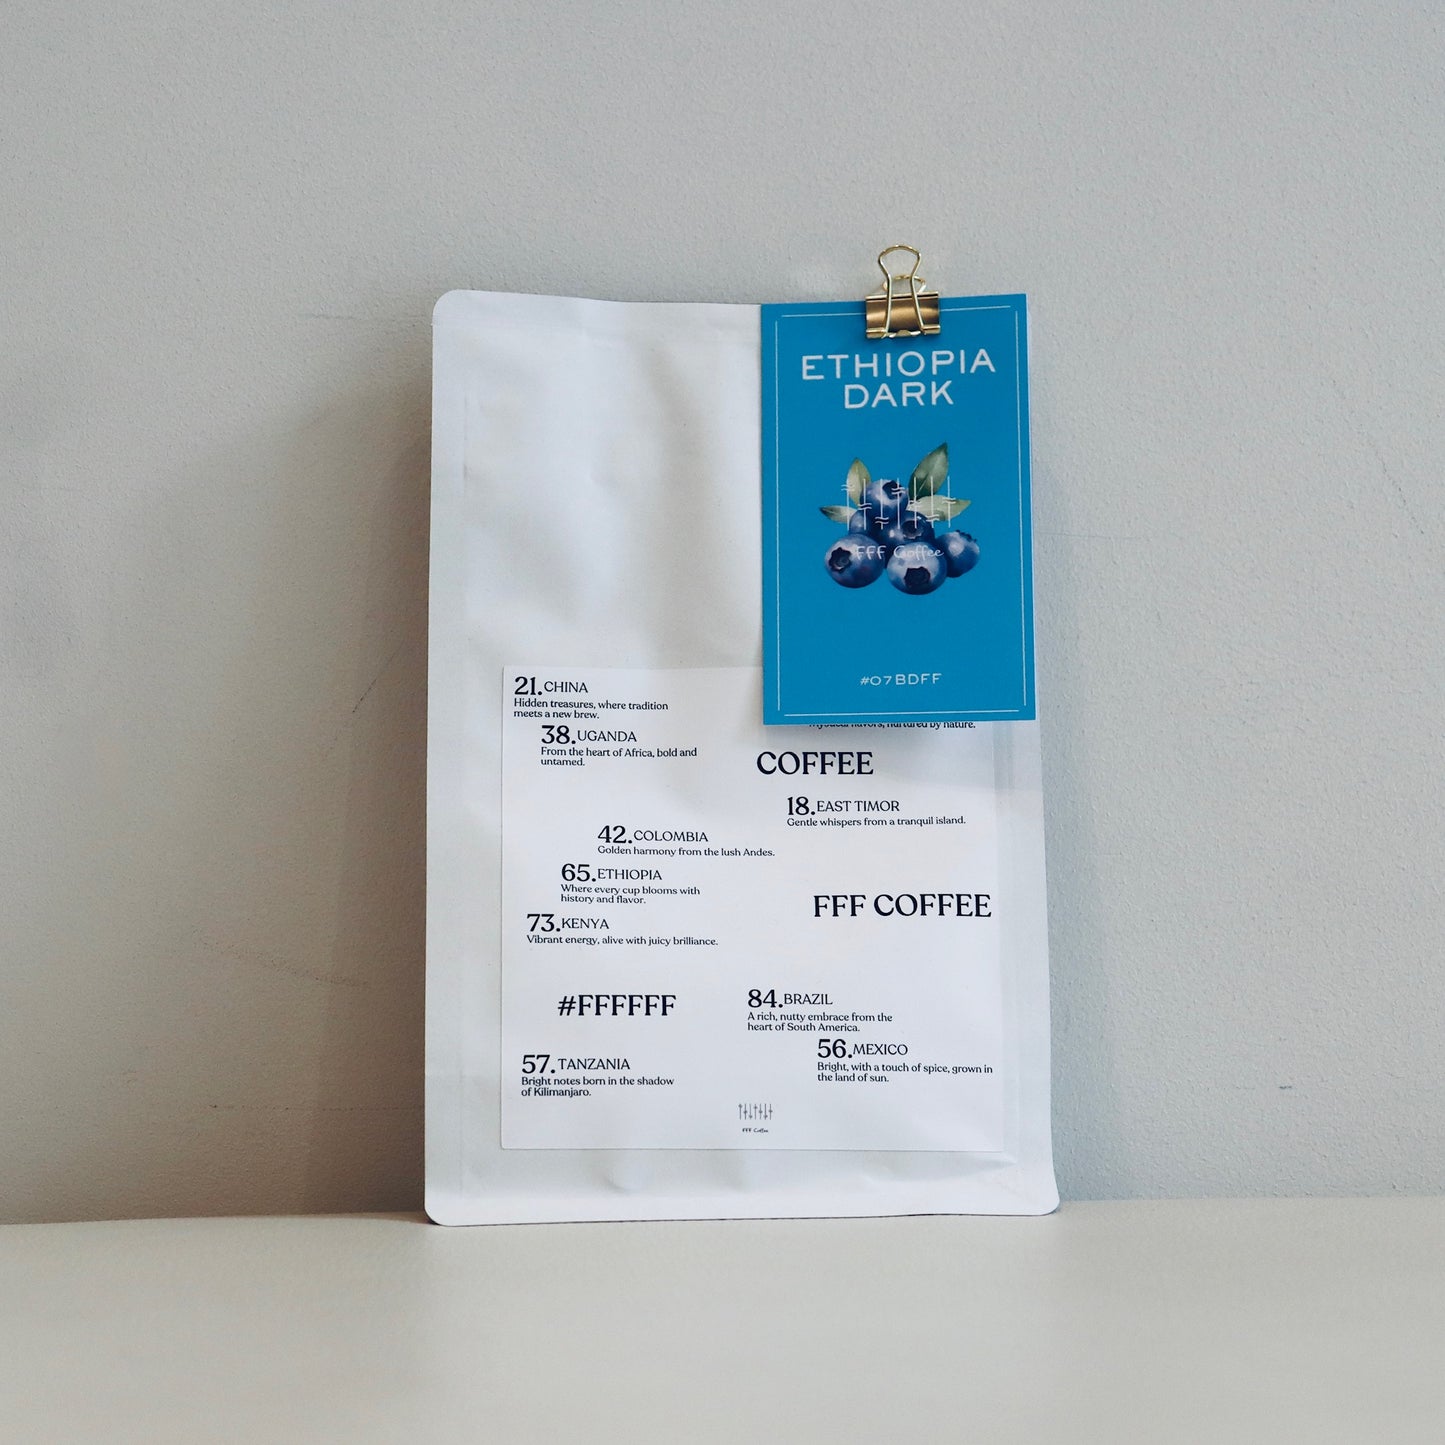 ETHIOPIA
DARK
FFF Coffee
#07BDFF
21.CHINA
Hidden treasures, where tradition
meets a new brew.
38.UGANDA
From the heart of Africa, bold and
untamed.
Mystical flavors, nurtured by nature.
COFFEE
18.EAST TIMOR
Gentle whispers from a tranquil island.
42.COLOMBIA
Golden harmony from the lush Andes.
65.ETHIOPIA
Where every cup blooms with
history and flavor.
FFF COFFEE
73.KENYA
Vibrant energy, alive with juicy brilliance.
#FFFFFF
84.BRAZIL
A rich, nutty embrace from the
heart of South America.
56.MEXICO
Bright, with a touch of spice, grown in
the land of sun.
57.TANZANIA
Bright notes born in the shadow
of Kilimanjaro.
FFF Coffee